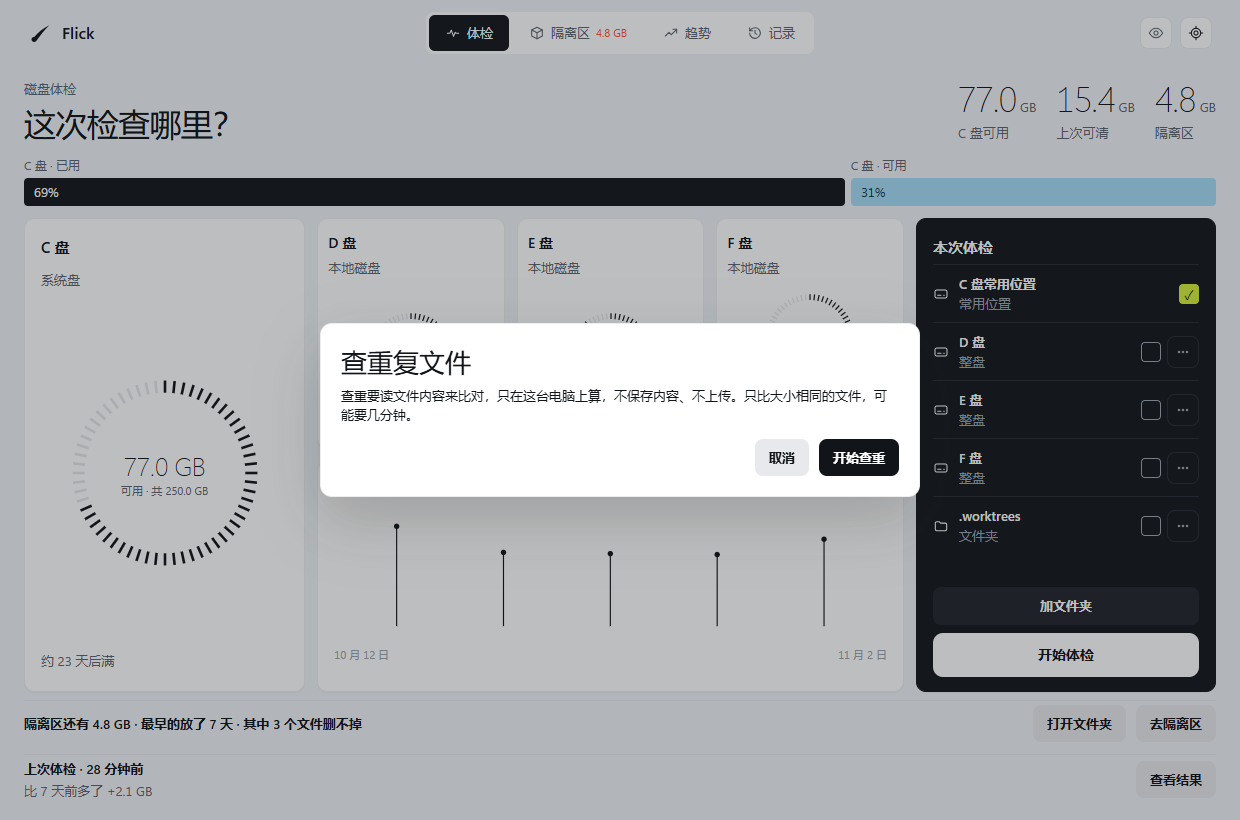 Flick
体检
隔离区 4.8 GB
趋势
记录
磁盘体检
这次检查哪里？
77.0 GB
C 盘可用
15.4 GB
上次可清
4.8 GB
隔离区
C 盘 · 已用
69%
C 盘 · 可用
31%
C 盘
系统盘
77.0 GB
可用 · 共 250.0 GB
约 23 天后满
D 盘
本地磁盘
E 盘
本地磁盘
F 盘
本地磁盘
查重复文件
查重要读文件内容来比对，只在这台电脑上算，不保存内容、不上传。只比大小相同的文件，可
能要几分钟。
取消
开始查重
10 月 12 日
11 月 2 日
本次体检
C 盘常用位置
常用位置
D 盘
整盘
E 盘
整盘
F 盘
整盘
.worktrees
文件夹
加文件夹
开始体检
隔离区还有 4.8 GB · 最早的放了 7 天 · 其中 3 个文件删不掉
打开文件夹
去隔离区
上次体检 · 28 分钟前
比 7 天前多了 +2.1 GB
查看结果